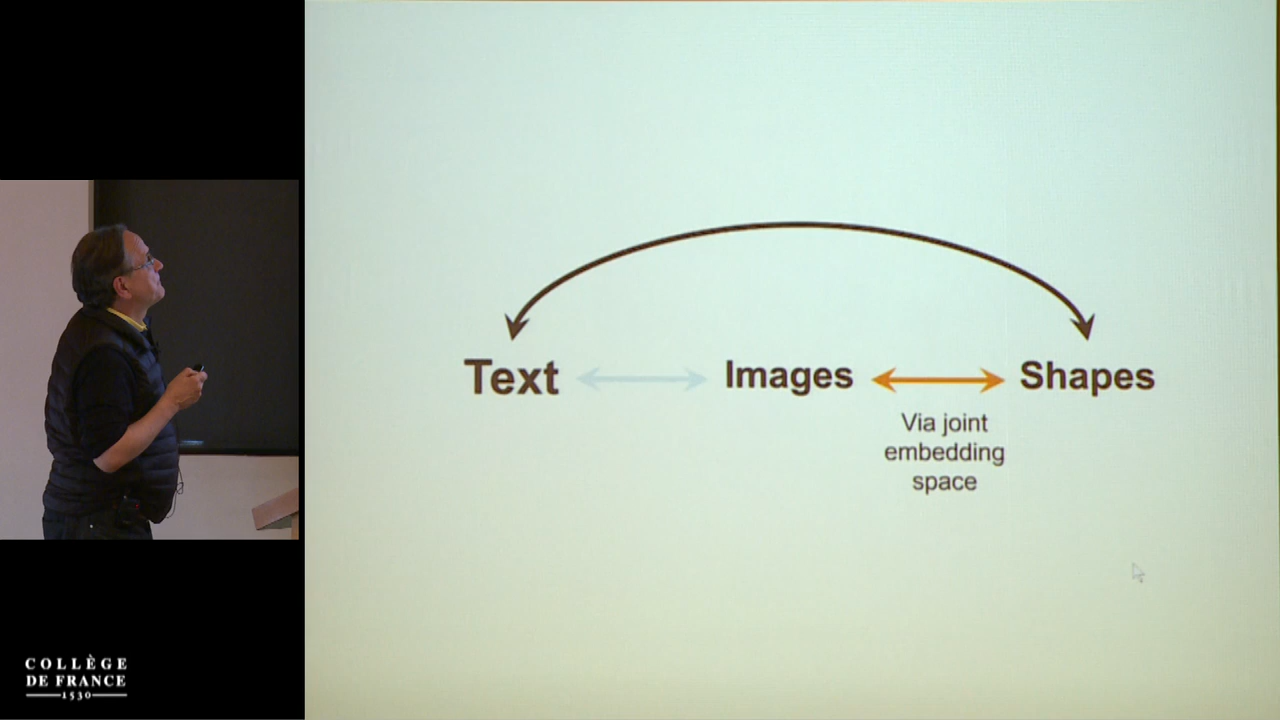 Text
Images
Shapes
Via joint
embedding
space
COLLÈGE
DE FRANCE
1530